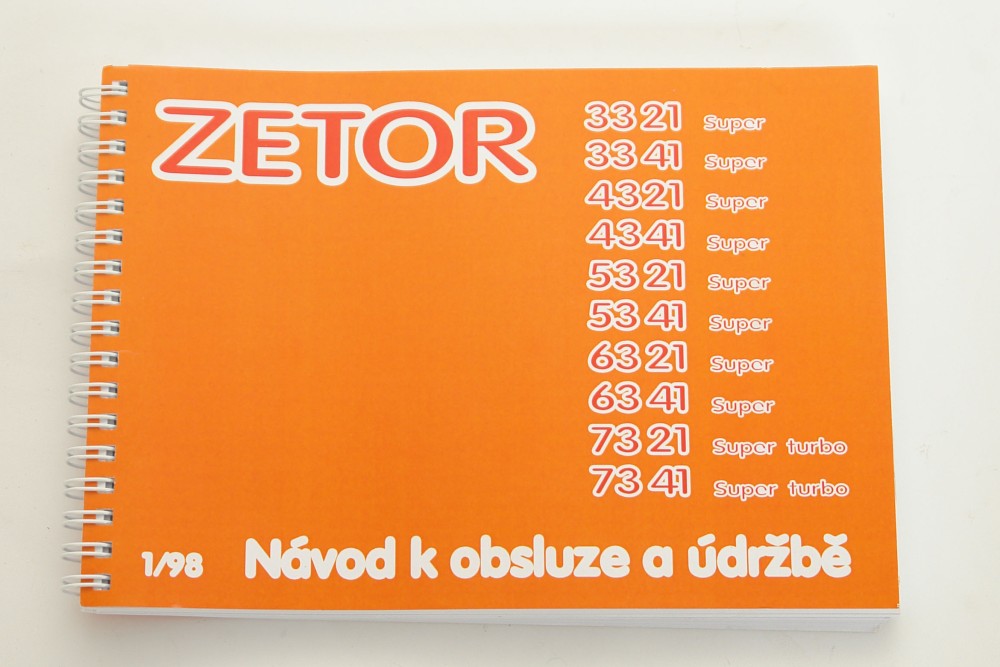 ZETOR
3321 Super
3341 Super
4321 Super
4341 Super
5321 Super
5341 Super
6321 Super
6341 Super
7321 Super turbo
7341 Super turbo
1/98 Návod k obsluze a údržbě